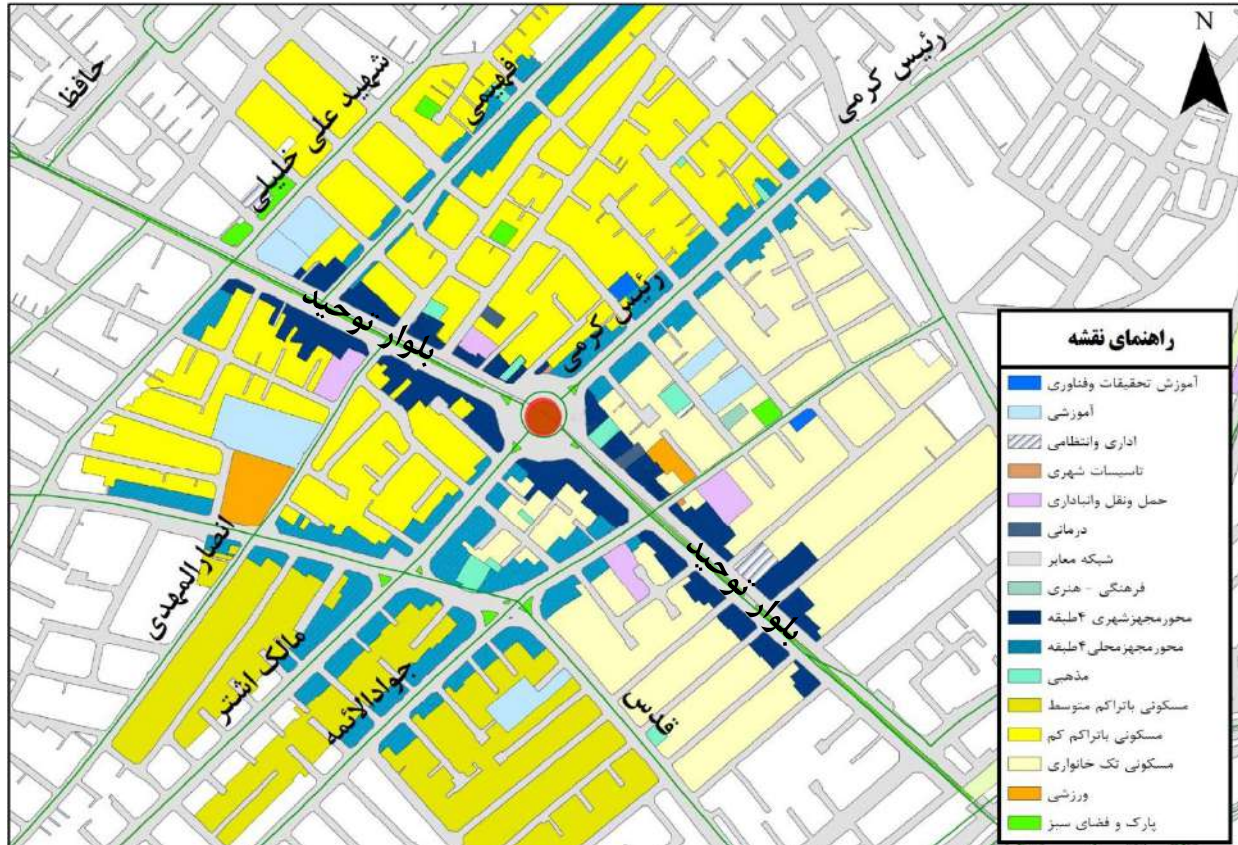 N
رئیس کرمی
فهیمی
شهید علی خلیلی
حافظ
رئیس کرمی
بلوار توحید
راهنمای نقشه
آموزش تحقیقات وفناوری
آموزشی
اداری وانتظامی
تاسیسات شهری
حمل ونقل وانباداری
درمانی
شبکه معابر
فرهنگی - هنری
محورمجهزشهری ۴طبقه
محورمجهزمحلی۴طبقه
مذهبی
مسکونی باتراکم متوسط
مسکونی باتراکم کم
مسکونی تک خانواری
ورزشی
پارک و فضای سبز
بلوار توحید
انصارالمهدی
مالک اشتر
جوادالائمه
قدس